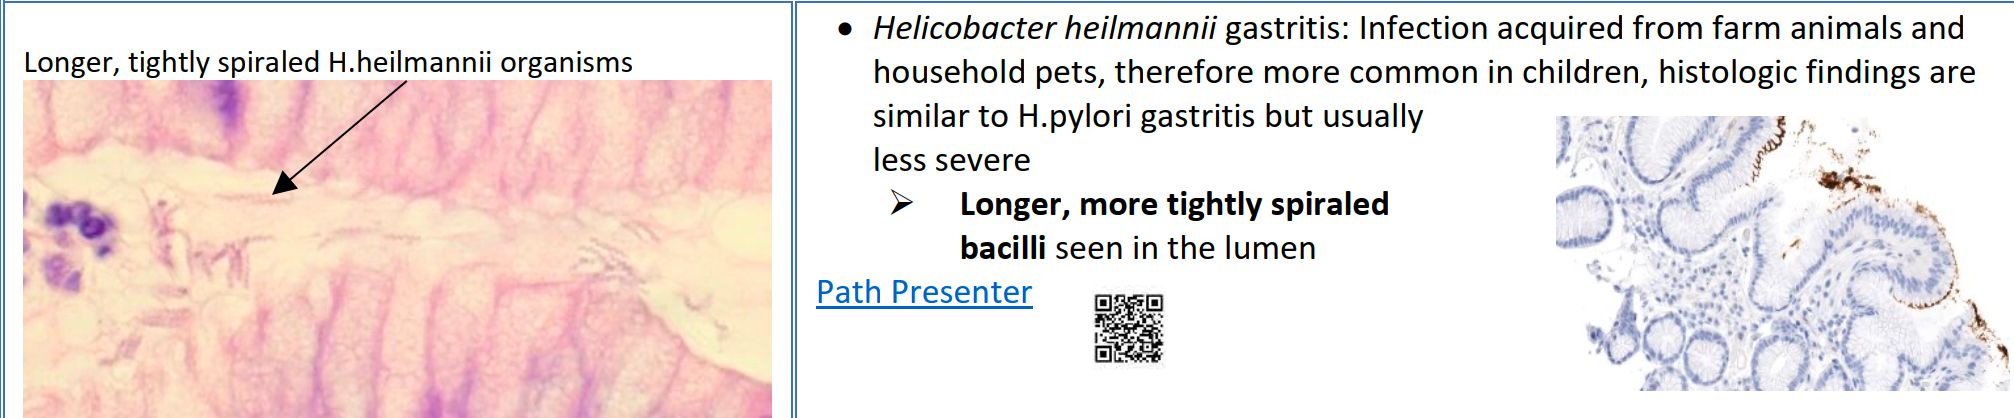 Longer, tightly spiraled H.heilmannii organisms
• Helicobacter heilmannii gastritis: Infection acquired from farm animals and
household pets, therefore more common in children, histologic findings are
similar to H.pylori gastritis but usually
less severe
➢ Longer, more tightly spiraled
bacilli seen in the lumen
Path Presenter